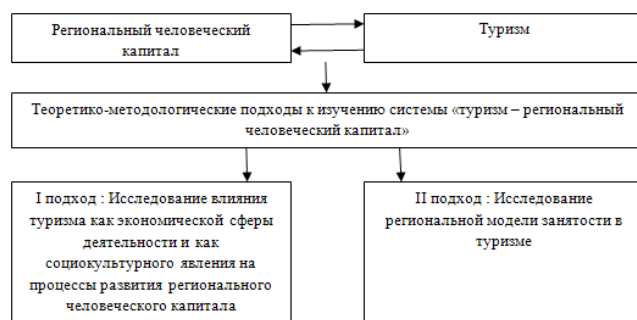 Региональный человеческий
капитал
Туризм
Теоретико-методологические подходы к изучению системы «туризм – региональный
человеческий капитал»
I подход : Исследование влияния
туризма как экономической сферы
деятельности и как
социокультурного явления на
процессы развития регионального
человеческого капитала
II подход : Исследование
региональной модели занятости в
туризме